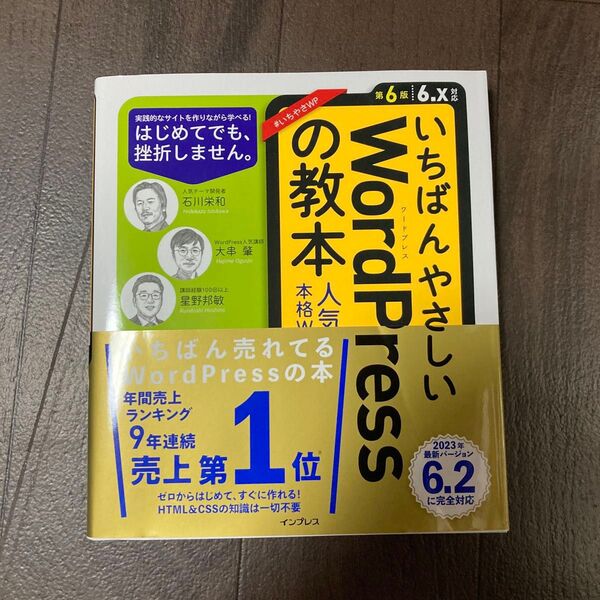 第6版 6.x対応
#いちやさWP
いちばんやさしい
WordPress
ワードプレス
の教本
人気
本格W
実践的なサイトを作りながら学べる!
はじめてでも、
挫折しません。
人気テーマ開発者
石川栄和
Hidekazu Ishikawa
WordPress人気講師
大串 肇
Hajime Ogushi
講師経験100回以上
星野邦敏
Kunitoshi Hoshino
いちばん売れてる
WordPressの本
年間売上
ランキング
9年連続
売上第1位
ゼロからはじめて、すぐに作れる!
HTML&CSSの知識は一切不要
2023年
最新バージョン
6.2
に完全対応
インプレス